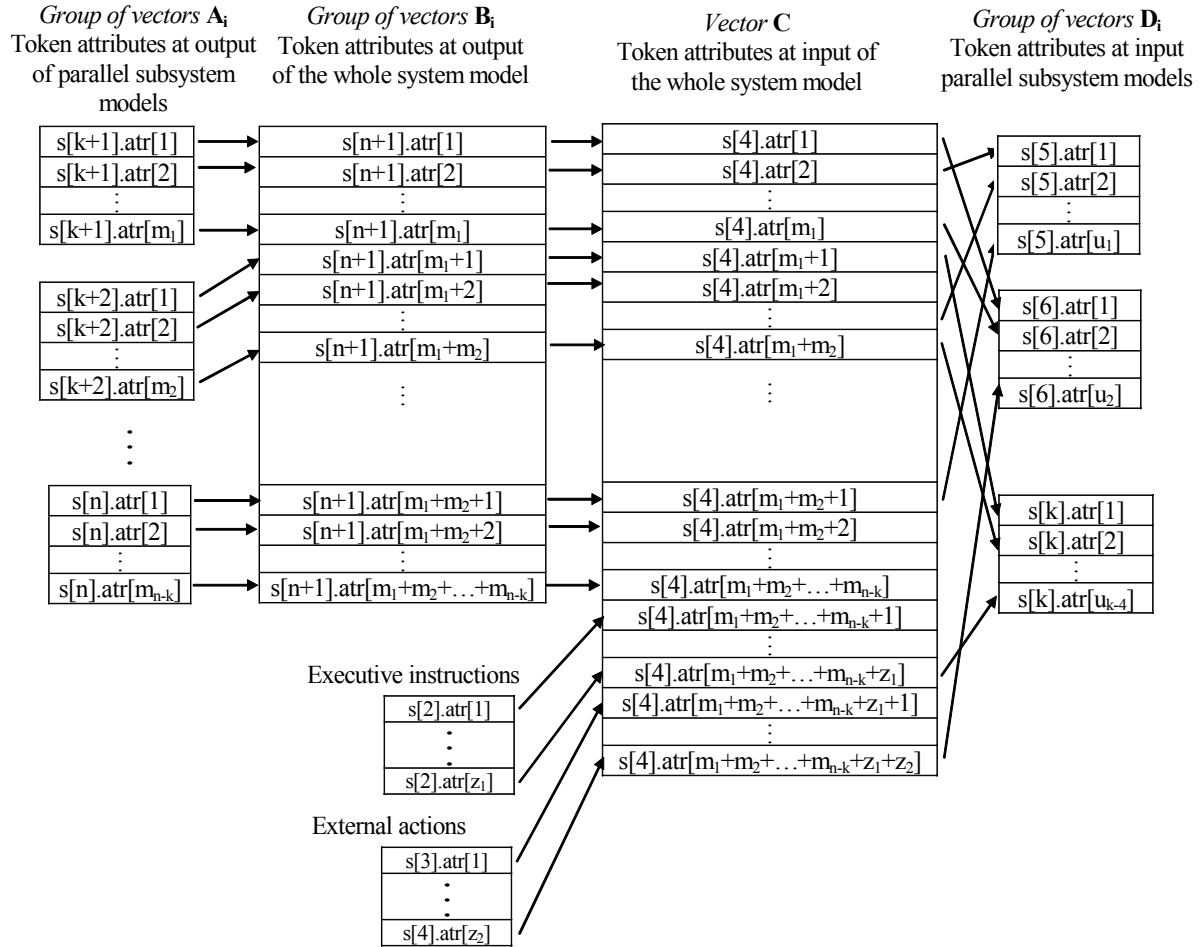 Group of vectors Aᵢ
Token attributes at output
of parallel subsystem
models
s[k+1].atr[1]
s[k+1].atr[2]
⋮
s[k+1].atr[m₁]
s[k+2].atr[1]
s[k+2].atr[2]
⋮
s[k+2].atr[m₂]
⋮
s[n].atr[1]
s[n].atr[2]
⋮
s[n].atr[mₙ₋ₖ]
Group of vectors Bᵢ
Token attributes at output
of the whole system model
s[n+1].atr[1]
s[n+1].atr[2]
⋮
s[n+1].atr[m₁]
s[n+1].atr[m₁+1]
s[n+1].atr[m₁+2]
⋮
s[n+1].atr[m₁+m₂]
⋮
s[n+1].atr[m₁+m₂+1]
s[n+1].atr[m₁+m₂+2]
⋮
s[n+1].atr[m₁+m₂+…+mₙ₋ₖ]
Executive instructions
s[2].atr[1]
⋮
s[2].atr[z₁]
External actions
s[3].atr[1]
⋮
s[4].atr[z₂]
Vector C
Token attributes at input of
the whole system model
s[4].atr[1]
s[4].atr[2]
⋮
s[4].atr[m₁]
s[4].atr[m₁+1]
s[4].atr[m₁+2]
⋮
s[4].atr[m₁+m₂]
⋮
s[4].atr[m₁+m₂+1]
s[4].atr[m₁+m₂+2]
⋮
s[4].atr[m₁+m₂+…+mₙ₋ₖ]
s[4].atr[m₁+m₂+…+mₙ₋ₖ+1]
⋮
s[4].atr[m₁+m₂+…+mₙ₋ₖ+z₁]
s[4].atr[m₁+m₂+…+mₙ₋ₖ+z₁+1]
⋮
s[4].atr[m₁+m₂+…+mₙ₋ₖ+z₁+z₂]
Group of vectors Dᵢ
Token attributes at input
parallel subsystem models
s[5].atr[1]
s[5].atr[2]
⋮
s[5].atr[u₁]
s[6].atr[1]
s[6].atr[2]
⋮
s[6].atr[u₂]
s[k].atr[1]
s[k].atr[2]
⋮
s[k].atr[uₖ₋₄]